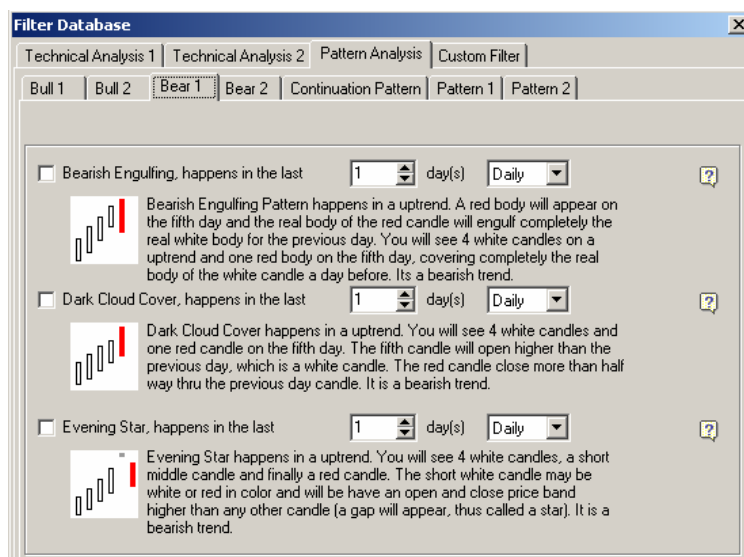 Filter Database
Technical Analysis 1 Technical Analysis 2 Pattern Analysis Custom Filter
Bull 1 Bull 2 Bear 1 Bear 2 Continuation Pattern Pattern 1 Pattern 2
Bearish Engulfing, happens in the last 1 day(s) Daily ?
Bearish Engulfing Pattern happens in a uptrend. A red body will appear on
the fifth day and the real body of the red candle will engulf completely the
real white body for the previous day. You will see 4 white candles on a
uptrend and one red body on the fifth day, covering completely the real
body of the white candle a day before. Its a bearish trend.
Dark Cloud Cover, happens in the last 1 day(s) Daily ?
Dark Cloud Cover happens in a uptrend. You will see 4 white candles and
one red candle on the fifth day. The fifth candle will open higher than the
previous day, which is a white candle. The red candle close more than half
way thru the previous day candle. It is a bearish trend.
Evening Star, happens in the last 1 day(s) Daily ?
Evening Star happens in a uptrend. You will see 4 white candles, a short
middle candle and finally a red candle. The short white candle may be
white or red in color and will be have an open and close price band
higher than any other candle (a gap will appear, thus called a star). It is a
bearish trend.